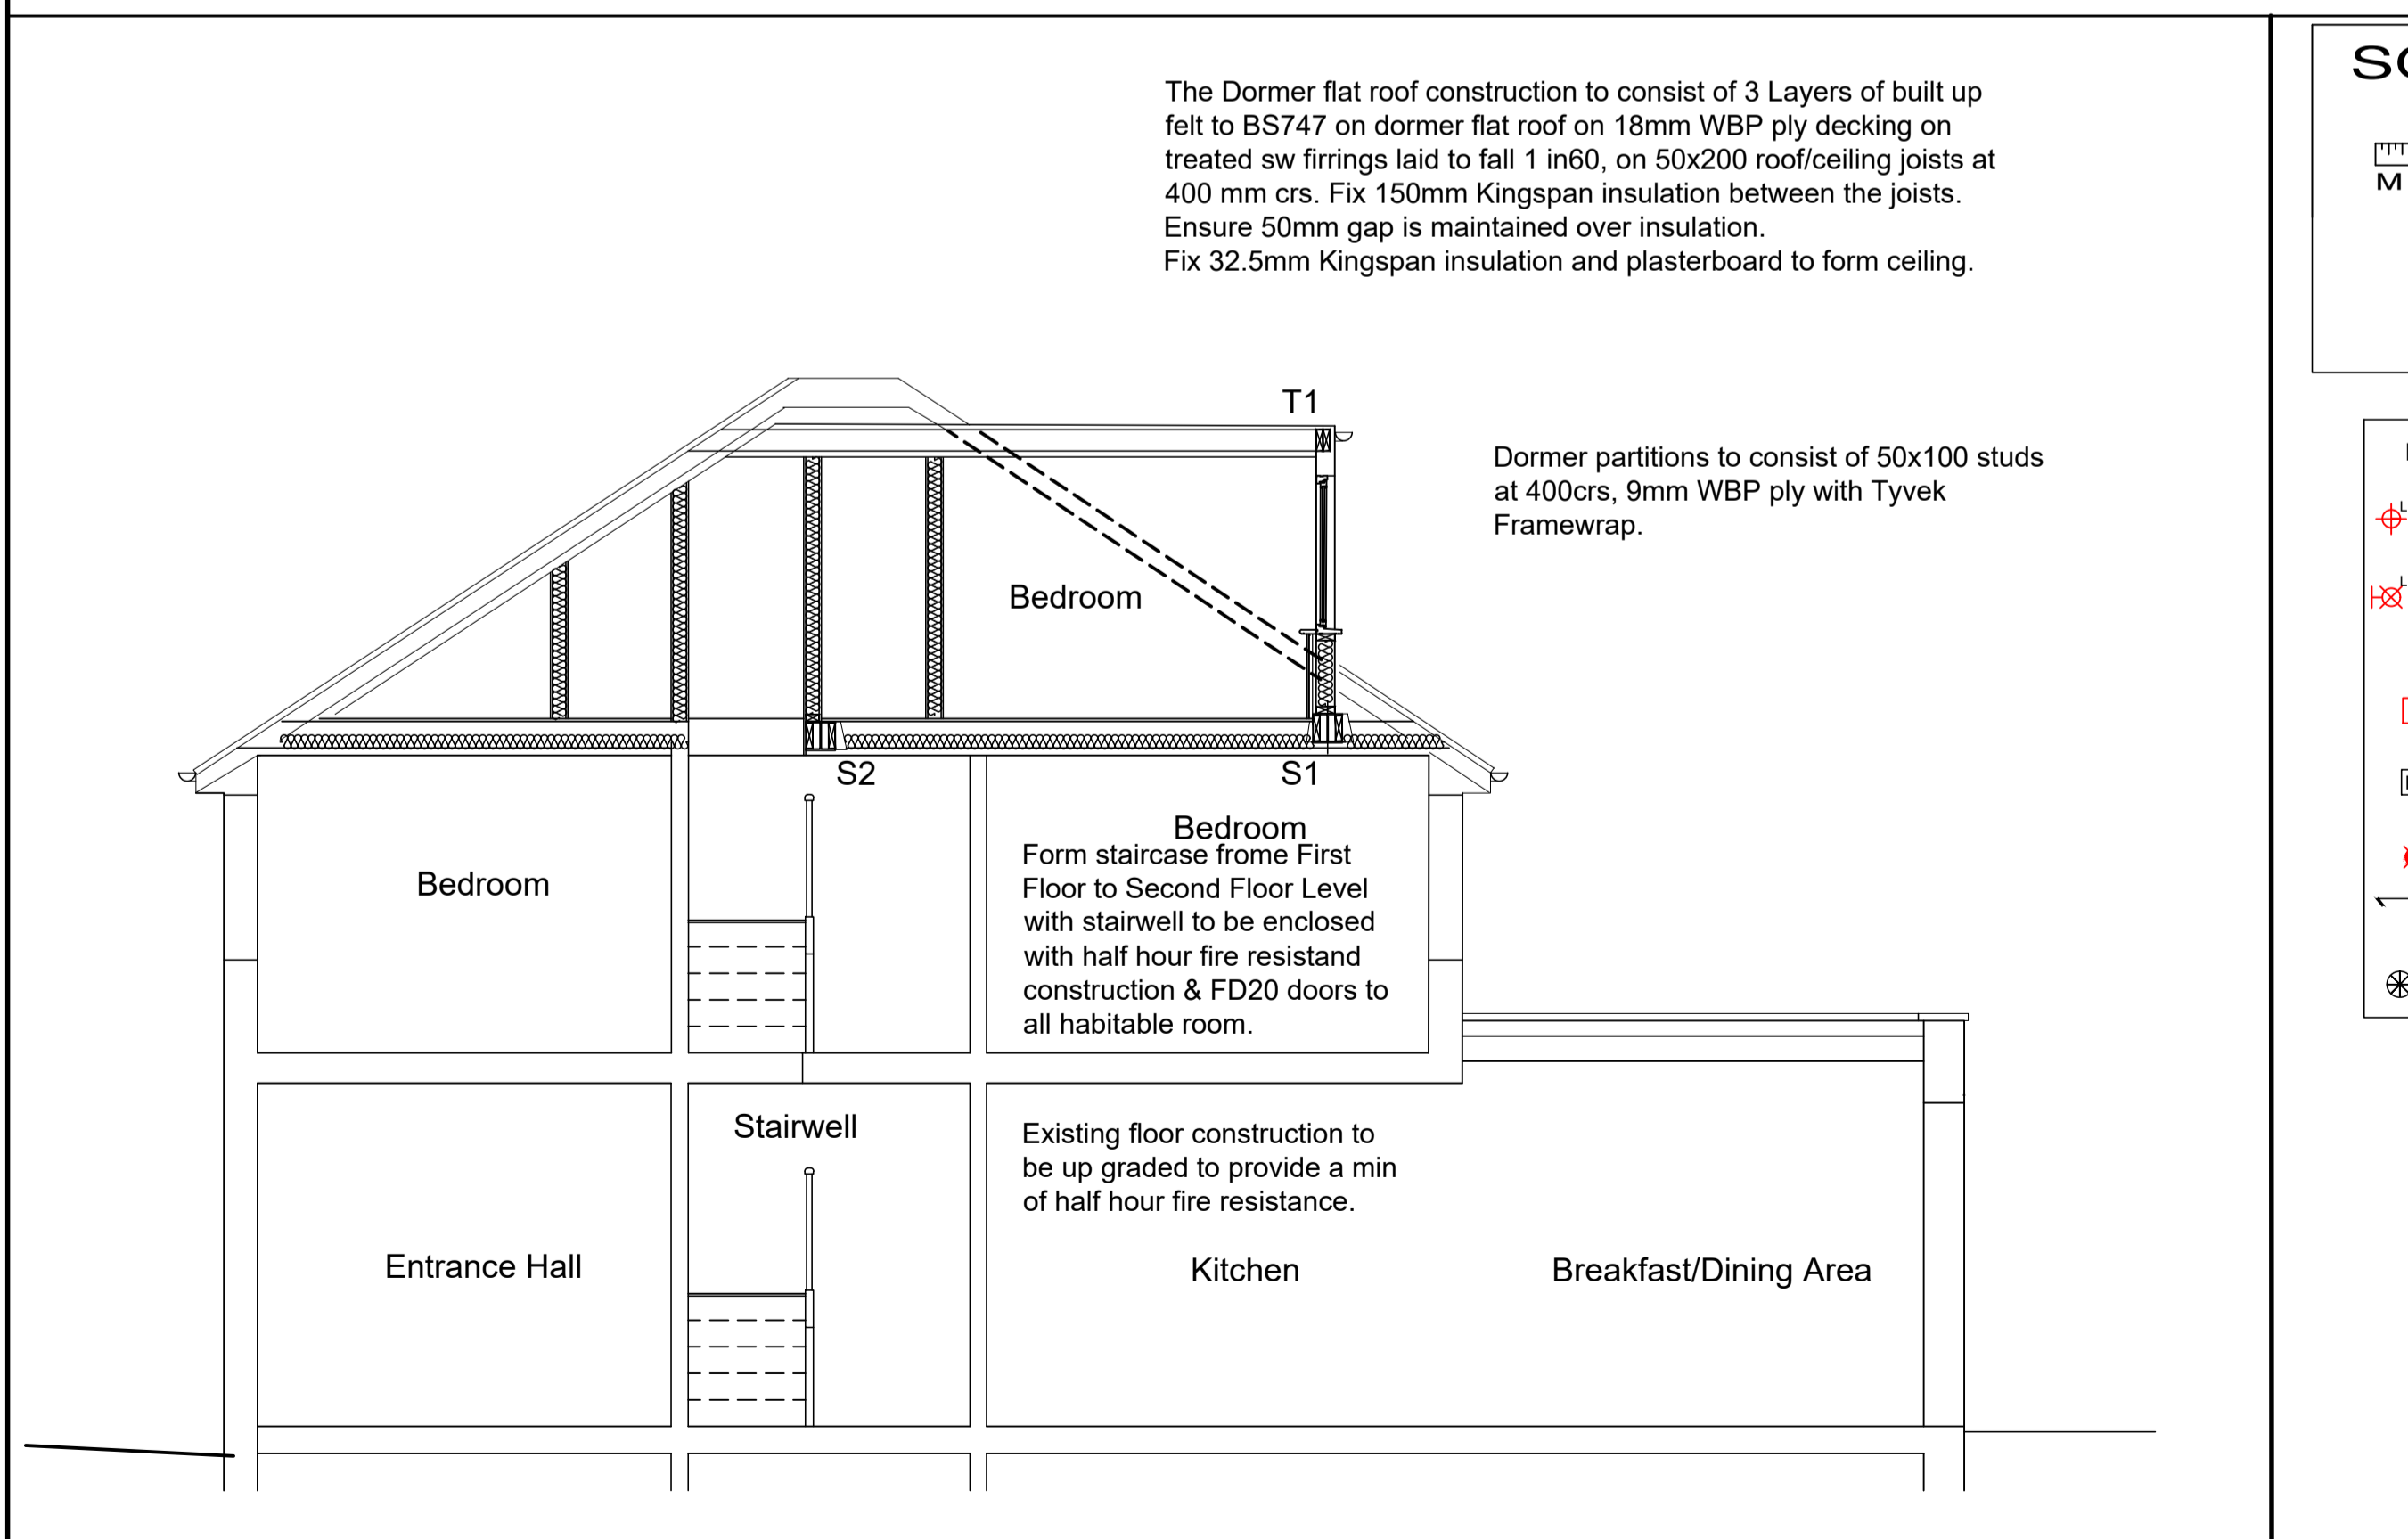 The Dormer flat roof construction to consist of 3 Layers of built up
felt to BS747 on dormer flat roof on 18mm WBP ply decking on
treated sw firrings laid to fall 1 in60, on 50x200 roof/ceiling joists at
400 mm crs. Fix 150mm Kingspan insulation between the joists.
Ensure 50mm gap is maintained over insulation.
Fix 32.5mm Kingspan insulation and plasterboard to form ceiling.
M
T1
Dormer partitions to consist of 50x100 studs
at 400crs, 9mm WBP ply with Tyvek
Framewrap.
Bedroom
S2
S1
Bedroom
Bedroom
Form staircase frome First
Floor to Second Floor Level
with stairwell to be enclosed
with half hour fire resistand
construction & FD20 doors to
all habitable room.
Stairwell
Existing floor construction to
be up graded to provide a min
of half hour fire resistance.
Entrance Hall
Kitchen
Breakfast/Dining Area